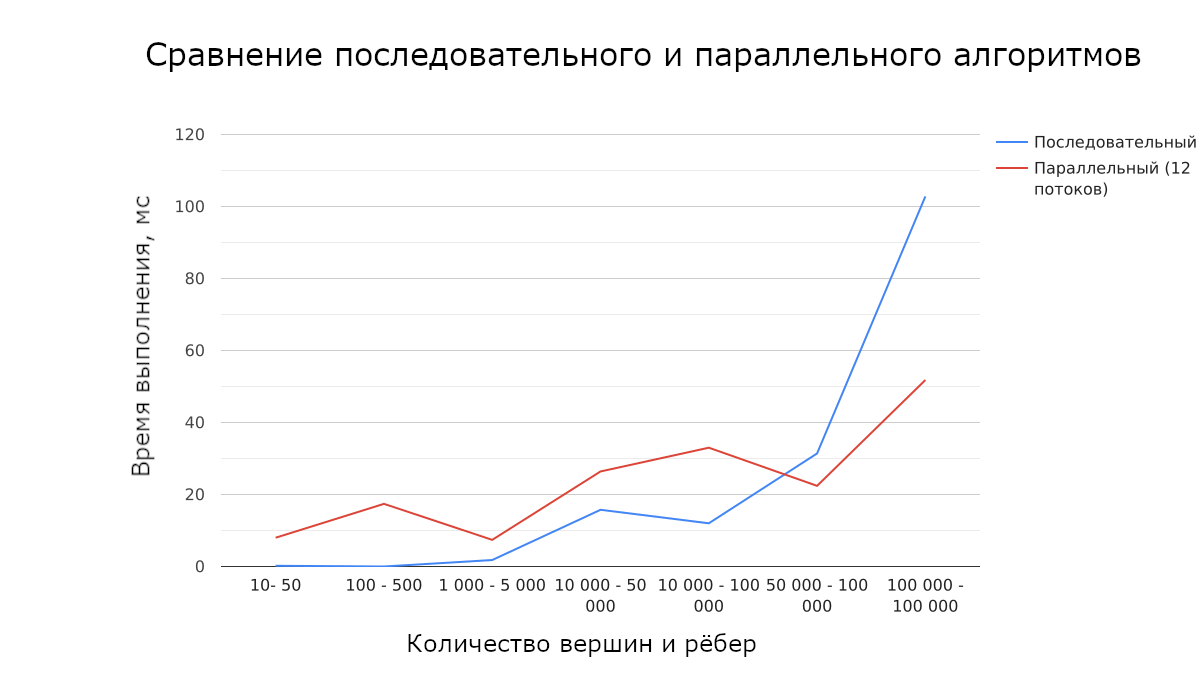 Сравнение последовательного и параллельного алгоритмов
120
100
80
60
40
20
0
Время выполнения, мс
Последовательный
Параллельный (12
потоков)
10- 50
100 - 500
1 000 - 5 000
10 000 - 50
000
10 000 - 100
000
50 000 - 100
000
100 000 -
100 000
Количество вершин и рёбер